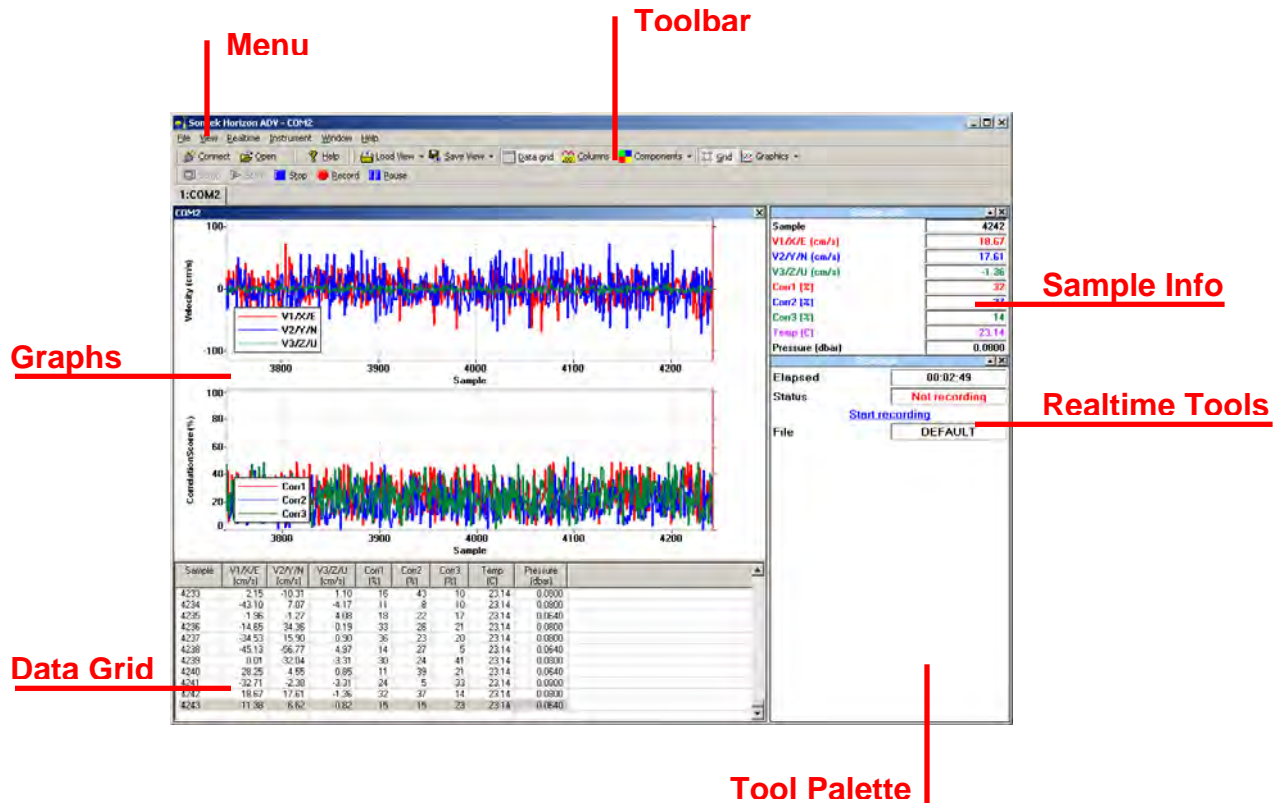 Toolbar
Menu
Sontek Horizon ADV - COM2
File View Realtime Instrument Window Help
Connect Open Help Load View Save View Data grid Columns Components Grid Graphics
Stop Record Pause
1:COM2
COM2
Sample 4242
V1/X/E (cm/s) 18.67
V2/Y/N (cm/s) 17.61
V3/Z/U (cm/s) -1.36
Corr1 [%] 32
Corr2 [%] 37
Corr3 [%] 14
Temp [C] 23.14
Pressure (dbar) 0.0800
Sample Info
Elapsed 00:02:49
Status Not recording
Start recording
File DEFAULT
Realtime Tools
Graphs
Velocity (cm/s)
100
0
-100
V1/X/E
V2/Y/N
V3/Z/U
3800 3900 4000 4100 4200
Sample
CorrelationScore (%)
100
80
60
40
20
0
Corr1
Corr2
Corr3
3800 3900 4000 4100 4200
Sample
Data Grid
Sample V1/X/E V2/Y/N V3/Z/U Corr1 Corr2 Corr3 Temp Pressure
[cm/s] [cm/s] [cm/s] [%] [%] [%] [C] [dbar]
4233 2.15 -10.31 1.10 16 43 10 23.14 0.0800
4234 -43.10 7.07 -4.17 11 8 10 23.14 0.0800
4235 -1.96 -1.27 4.08 18 22 17 23.14 0.0640
4236 -14.65 34.36 0.19 33 28 21 23.14 0.0800
4237 -34.53 15.90 0.90 36 23 20 23.14 0.0800
4238 -45.13 -56.77 4.97 14 27 5 23.14 0.0640
4239 0.01 -32.04 -3.31 30 24 41 23.14 0.0800
4240 28.25 4.55 0.85 11 39 21 23.14 0.0640
4241 -32.71 -2.38 -3.31 24 5 33 23.14 0.0800
4242 18.67 17.61 -1.36 32 37 14 23.14 0.0800
4243 11.38 6.62 0.82 15 15 23 23.14 0.0640
Tool Palette